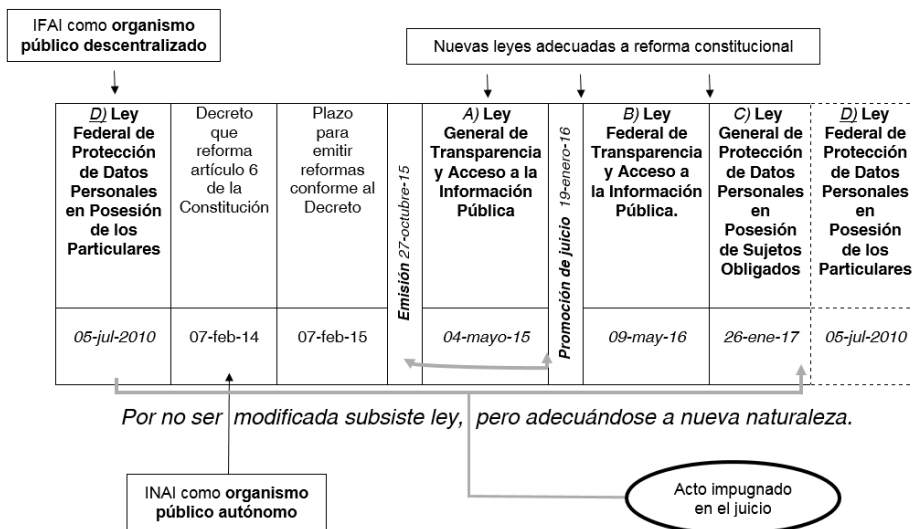 IFAI como organismo
público descentralizado
Nuevas leyes adecuadas a reforma constitucional
D) Ley
Federal de
Protección
de Datos
Personales
en Posesión
de los
Particulares
05-jul-2010
Decreto
que
reforma
artículo 6
de la
Constitución
07-feb-14
Plazo
para
emitir
reformas
conforme al
Decreto
07-feb-15
Emisión 27-octubre-15
A) Ley
General de
Transparencia
y Acceso a la
Información
Pública
04-mayo-15
Promoción de juicio 19-enero-16
B) Ley
Federal de
Transparencia
y Acceso a
la Información
Pública.
09-may-16
C) Ley
General de
Protección
de Datos
Personales
en
Posesión
de Sujetos
Obligados
26-ene-17
D) Ley
Federal de
Protección
de Datos
Personales
en
Posesión
de los
Particulares
05-jul-2010
Por no ser modificada subsiste ley, pero adecuándose a nueva naturaleza.
INAI como organismo
público autónomo
Acto impugnado
en el juicio